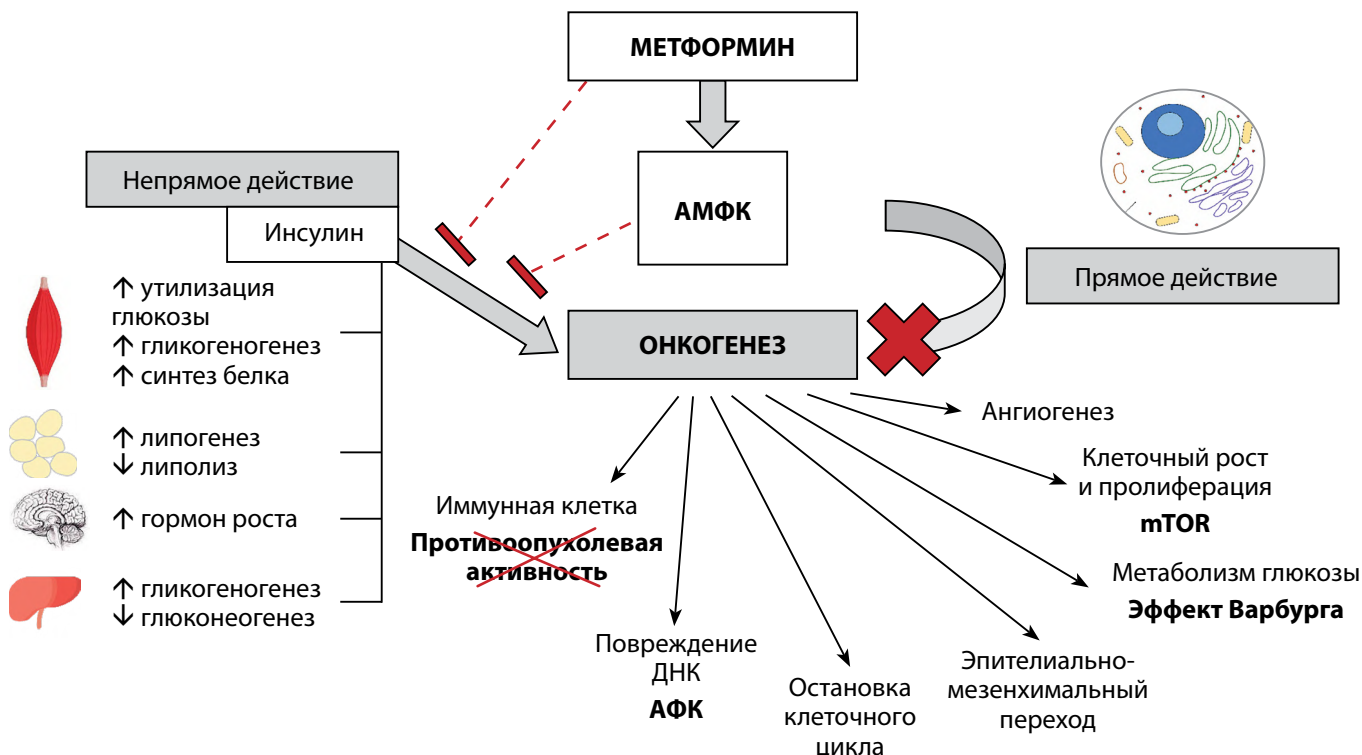 МЕТФОРМИН
АМФК
Непрямое действие
Инсулин
↑ утилизация
глюкозы
↑ гликогеногенез
↑ синтез белка
↑ липогенез
↓ липолиз
↑ гормон роста
↑ гликогеногенез
↓ глюконеогенез
Прямое действие
ОНКОГЕНЕЗ
Ангиогенез
Клеточный рост
и пролиферация
mTOR
Метаболизм глюкозы
Эффект Варбурга
Эпителиально-
мезенхимальный
переход
Остановка
клеточного
цикла
Повреждение
ДНК
АФК
Иммунная клетка
Противоопухолевая
активность